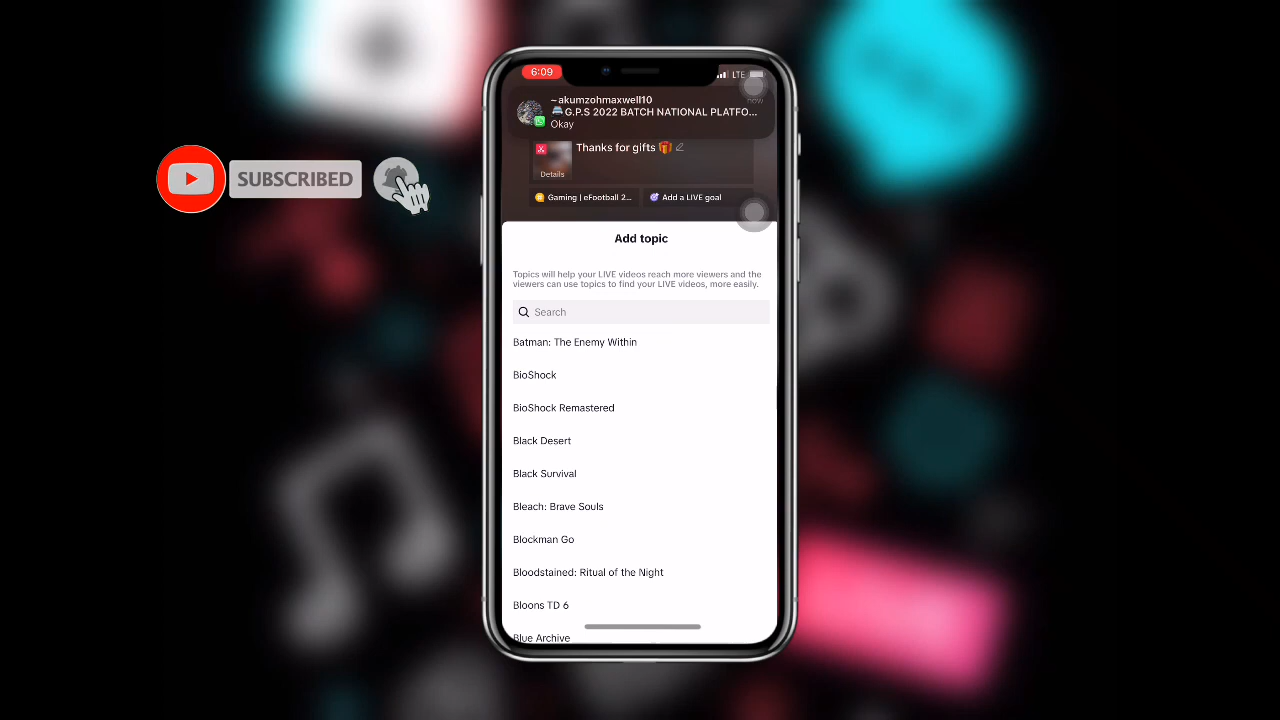 6:09
LTE
~akumzohmaxwell10
now
🚔G.P.S 2022 BATCH NATIONAL PLATFO...
Okay
Thanks for gifts 🎁
Details
Gaming | eFootball 2...
Add a LIVE goal
SUBSCRIBED
Add topic
Topics will help your LIVE videos reach more viewers and the
viewers can use topics to find your LIVE videos, more easily.
Search
Batman: The Enemy Within
BioShock
BioShock Remastered
Black Desert
Black Survival
Bleach: Brave Souls
Blockman Go
Bloodstained: Ritual of the Night
Bloons TD 6
Blue Archive